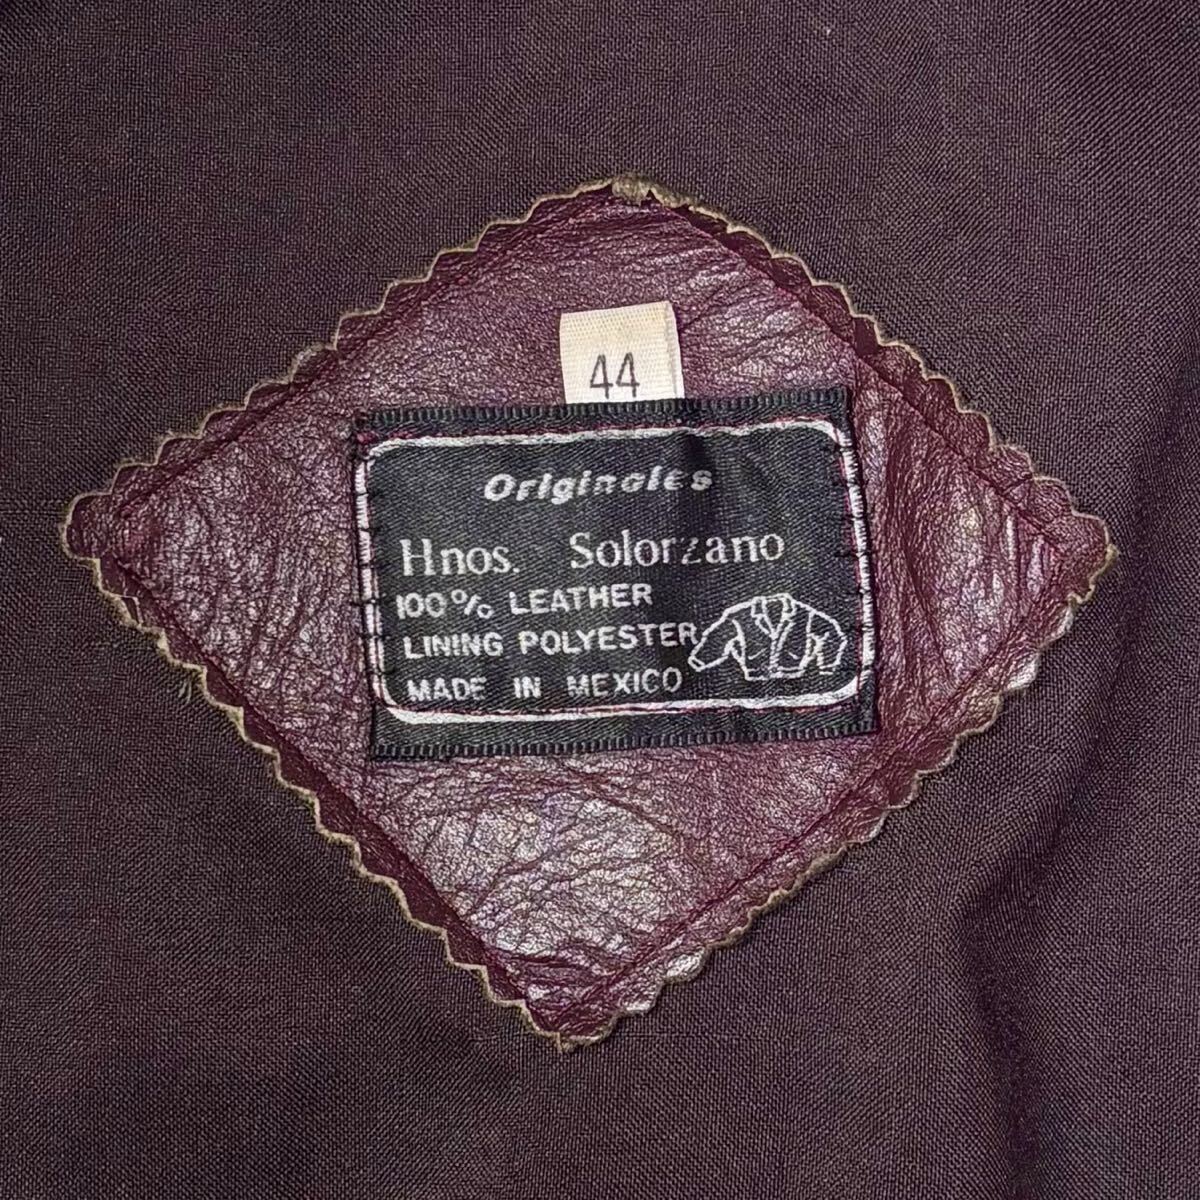 44
Originales
Hnos. Solorzano
100% LEATHER
LINING POLYESTER
MADE IN MEXICO